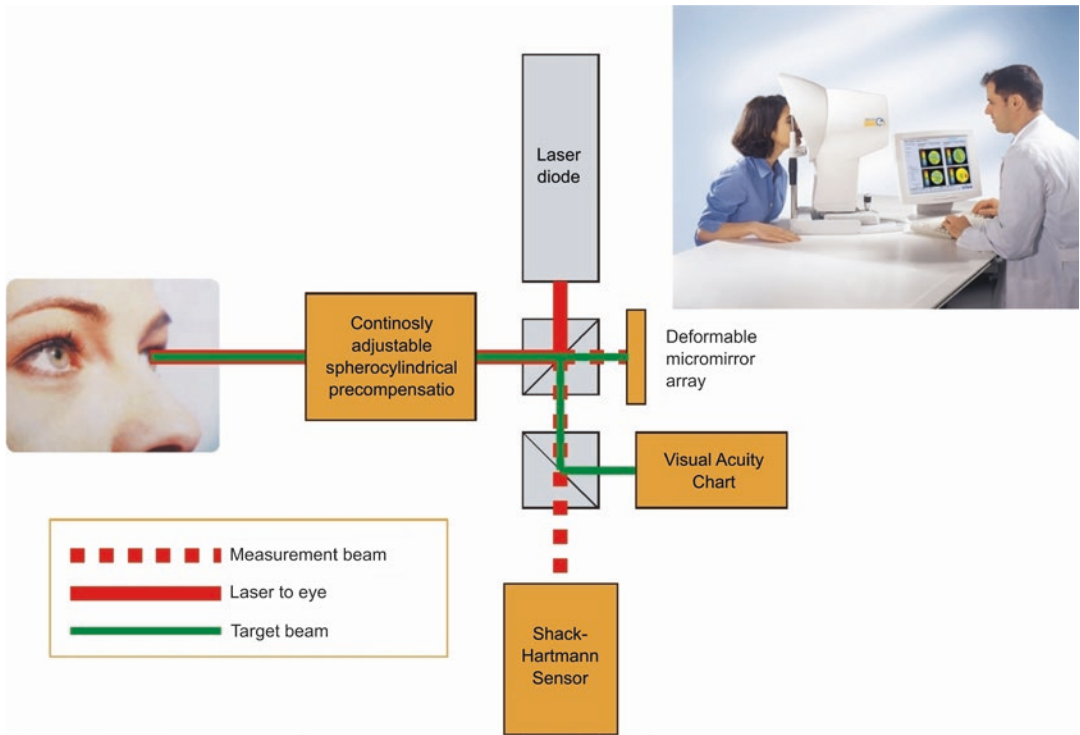 Laser
diode
Continosly
adjustable
spherocylindrical
precompensatio
Deformable
micromirror
array
Visual Acuity
Chart
Measurement beam
Laser to eye
Target beam
Shack-
Hartmann
Sensor